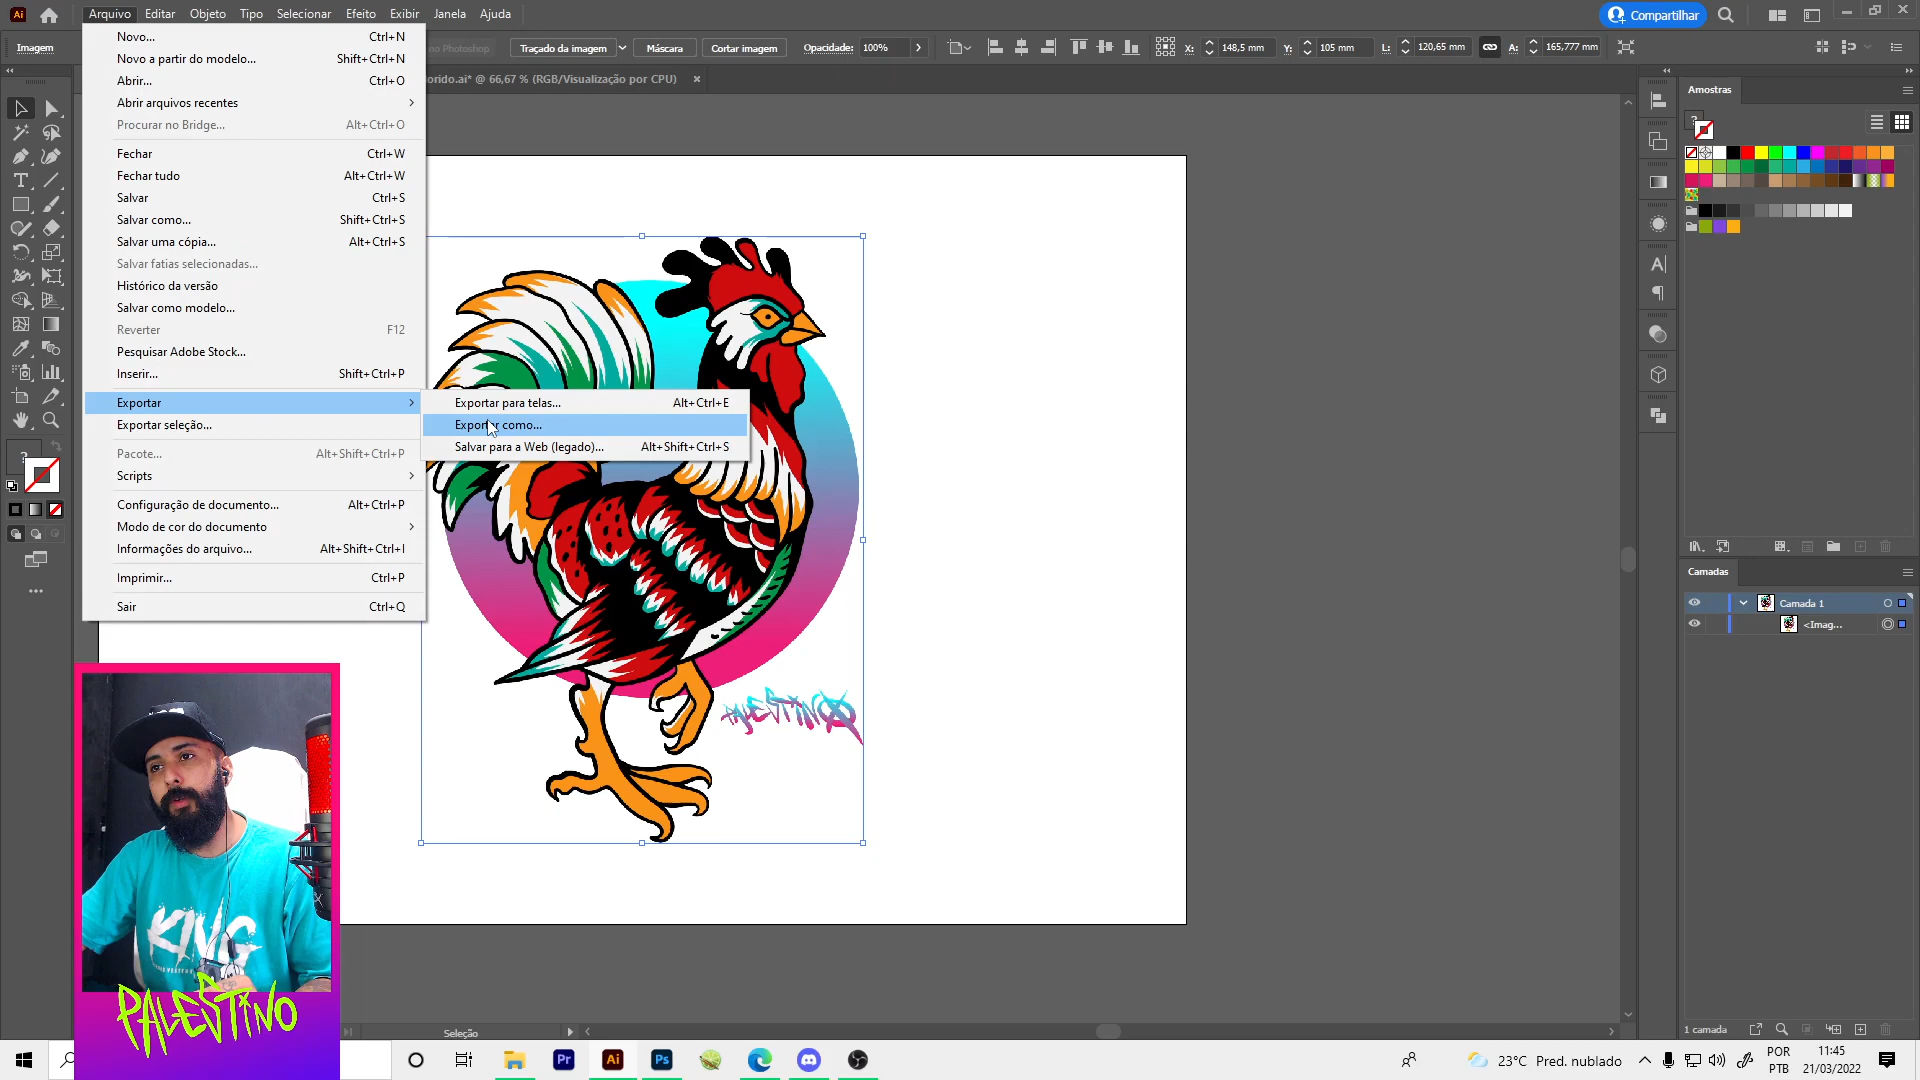 Ai
Arquivo Editar Objeto Tipo Selecionar Efeito Exibir Janela Ajuda
Compartilhar
Imagem
no Photoshop
Traçado da imagem
Máscara
Cortar imagem
Opacidade: 100%
X: 148,5 mm
Y: 105 mm
L: 120,65 mm
A: 165,777 mm
orido.ai* @ 66,67 % (RGB/Visualização por CPU)
Novo... Ctrl+N
Novo a partir do modelo... Shift+Ctrl+N
Abrir... Ctrl+O
Abrir arquivos recentes
Procurar no Bridge... Alt+Ctrl+O
Fechar Ctrl+W
Fechar tudo Alt+Ctrl+W
Salvar Ctrl+S
Salvar como... Shift+Ctrl+S
Salvar uma cópia... Alt+Ctrl+S
Salvar fatias selecionadas...
Histórico da versão
Salvar como modelo...
Reverter F12
Pesquisar Adobe Stock...
Inserir... Shift+Ctrl+P
Exportar
Exportar seleção...
Pacote... Alt+Shift+Ctrl+P
Scripts
Configuração de documento... Alt+Ctrl+P
Modo de cor do documento
Informações do arquivo... Alt+Shift+Ctrl+I
Imprimir... Ctrl+P
Sair Ctrl+Q
Exportar para telas... Alt+Ctrl+E
Exportar como...
Salvar para a Web (legado)... Alt+Shift+Ctrl+S
Amostras
Camadas
Camada 1
<Imag...
1 camada
PALESTINO
KING
PALESTINO
Seleção
Pr
Ai
Ps
23°C Pred. nublado
POR
PTB
11:45
21/03/2022